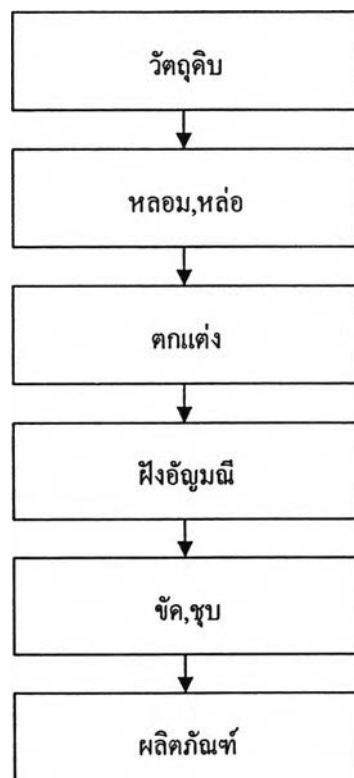 วัตถุดิบ
หลอม,หล่อ
ตกแต่ง
ฝังอัญมณี
ขัด,ชุบ
ผลิตภัณฑ์